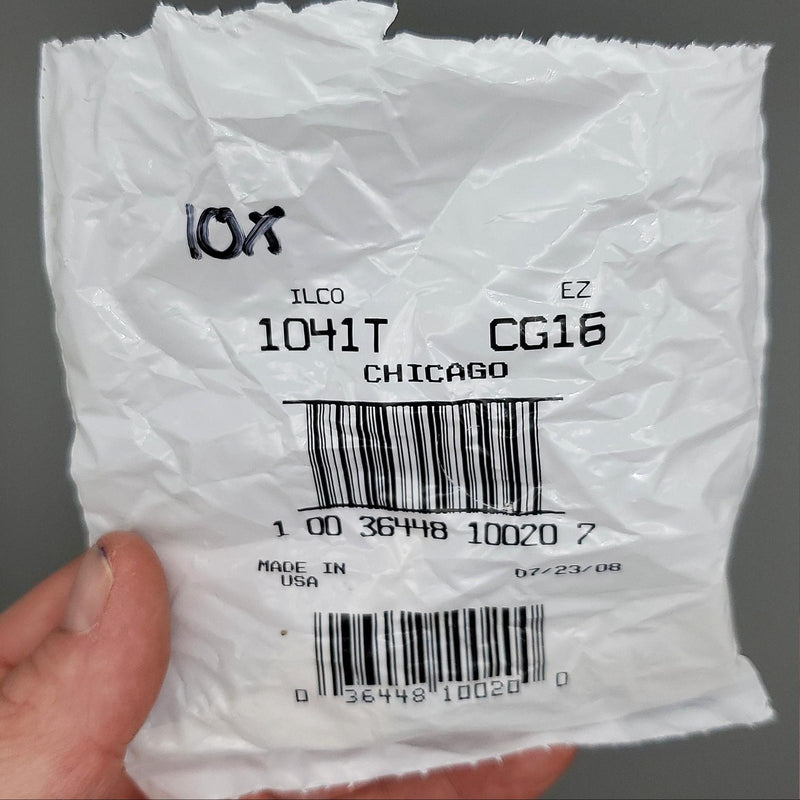 10x
ILCO EZ
1041T CG16
CHICAGO
1 00 36448 10020 7
MADE IN 07/23/08
USA
0 36448 10020 0